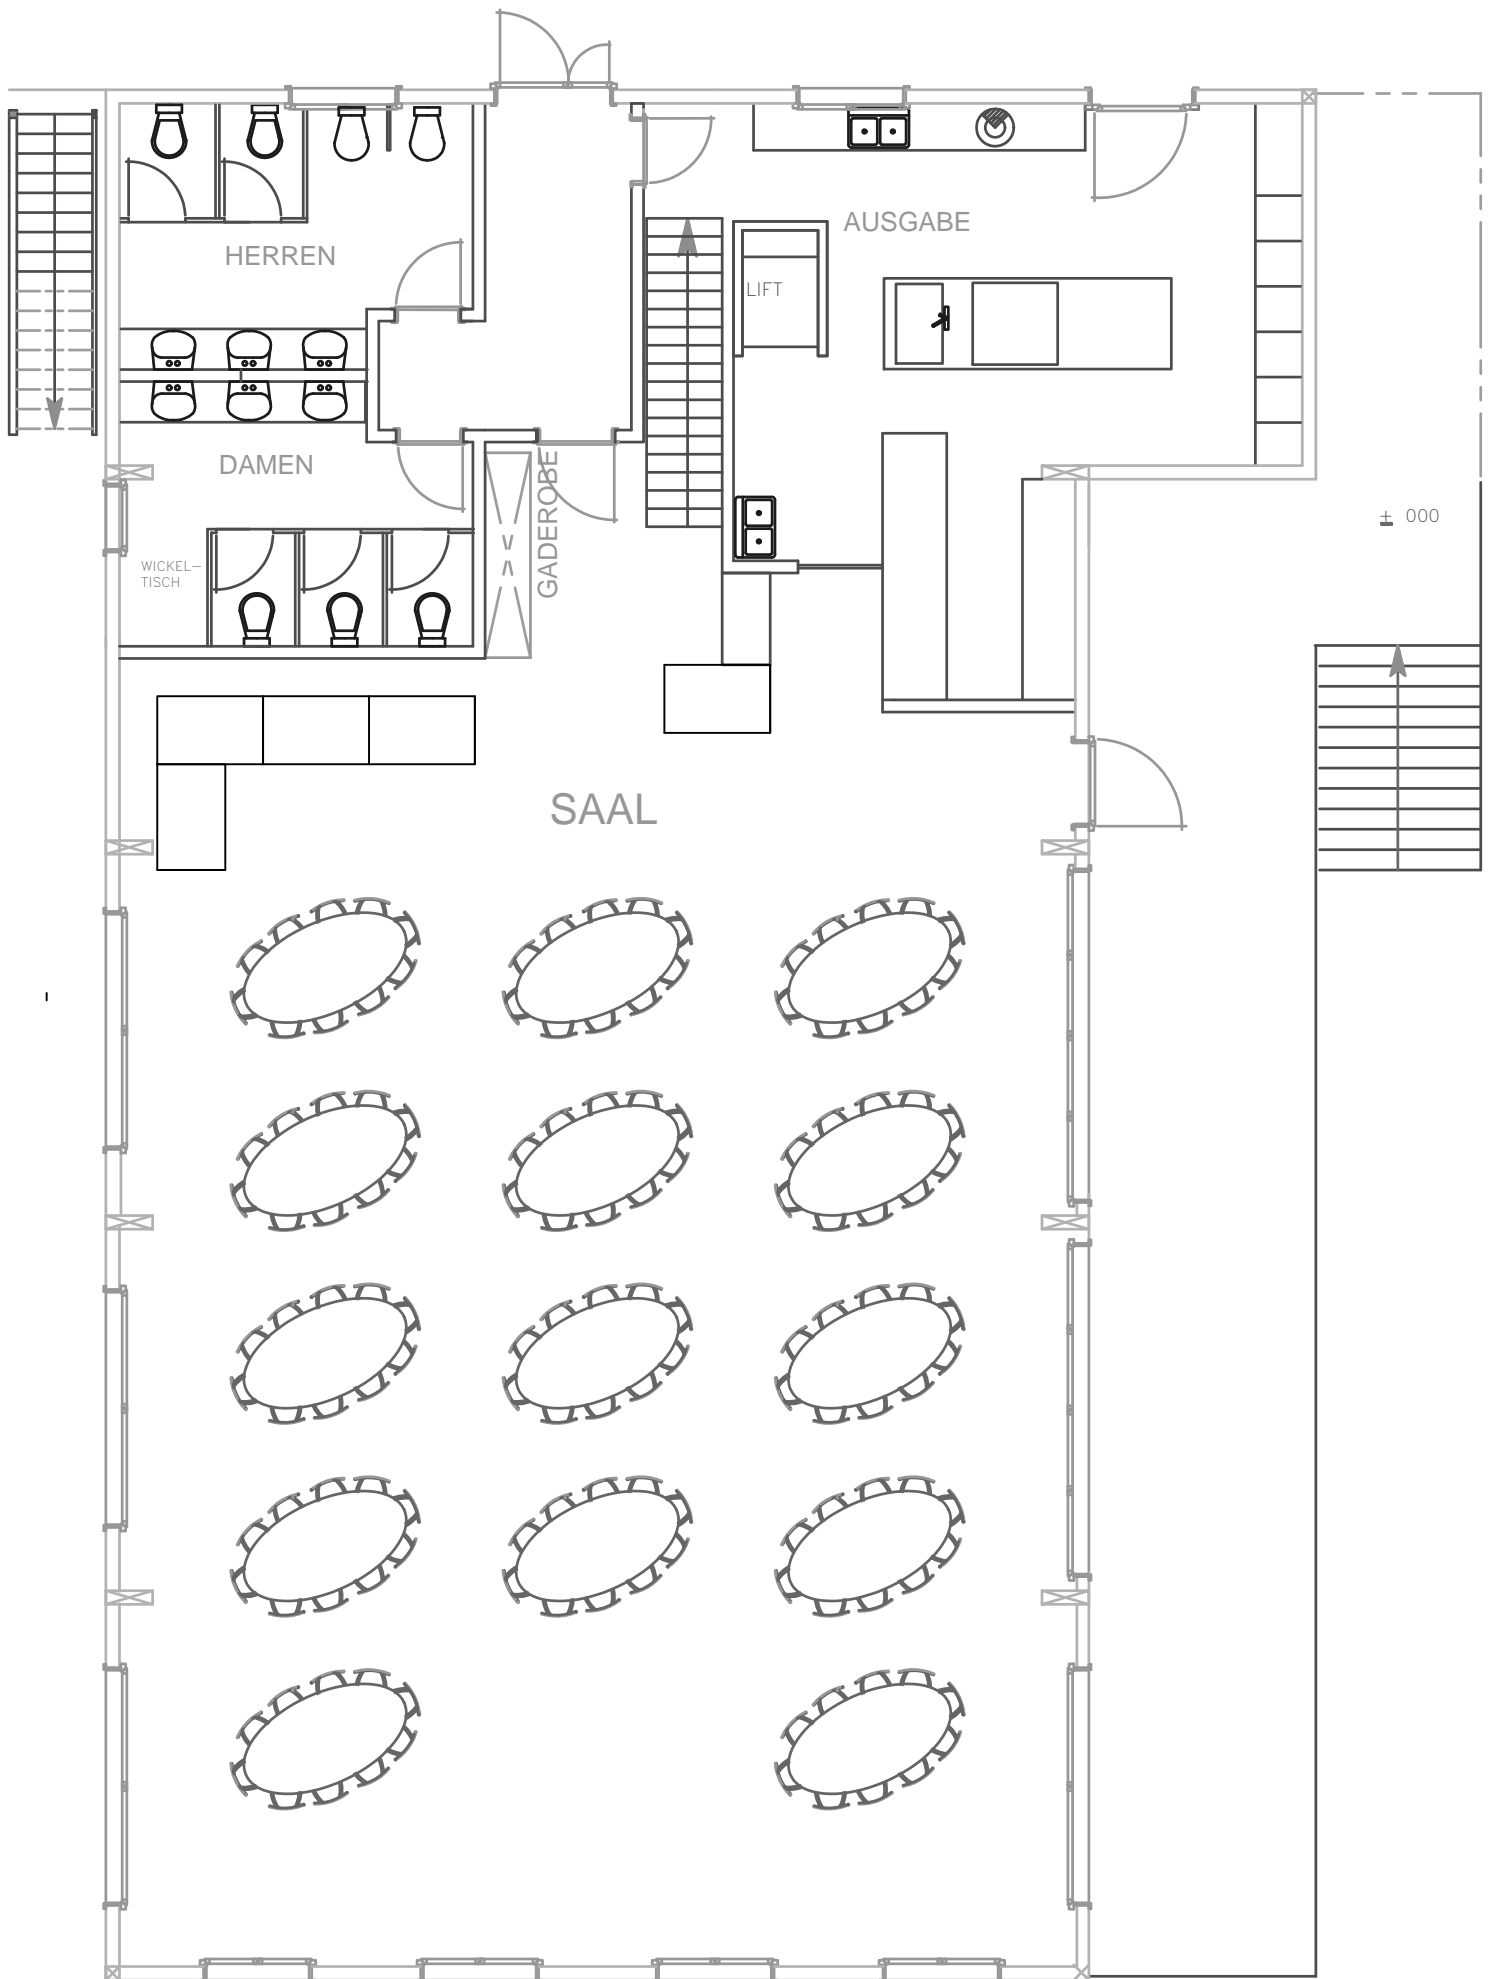 AUSGABE
HERREN
LIFT
DAMEN
GADEROBE
± 000
WICKEL–
TISCH
SAAL